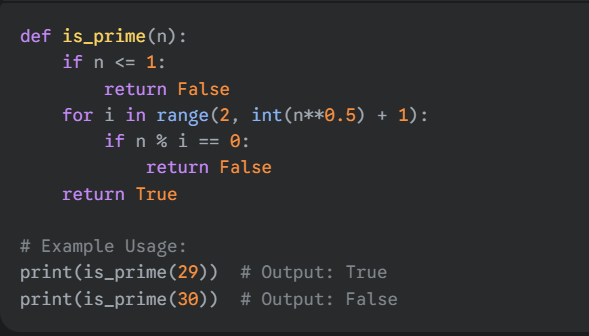 def is_prime(n):
    if n <= 1:
        return False
    for i in range(2, int(n**0.5) + 1):
        if n % i == 0:
            return False
    return True

# Example Usage:
print(is_prime(29))  # Output: True
print(is_prime(30))  # Output: False